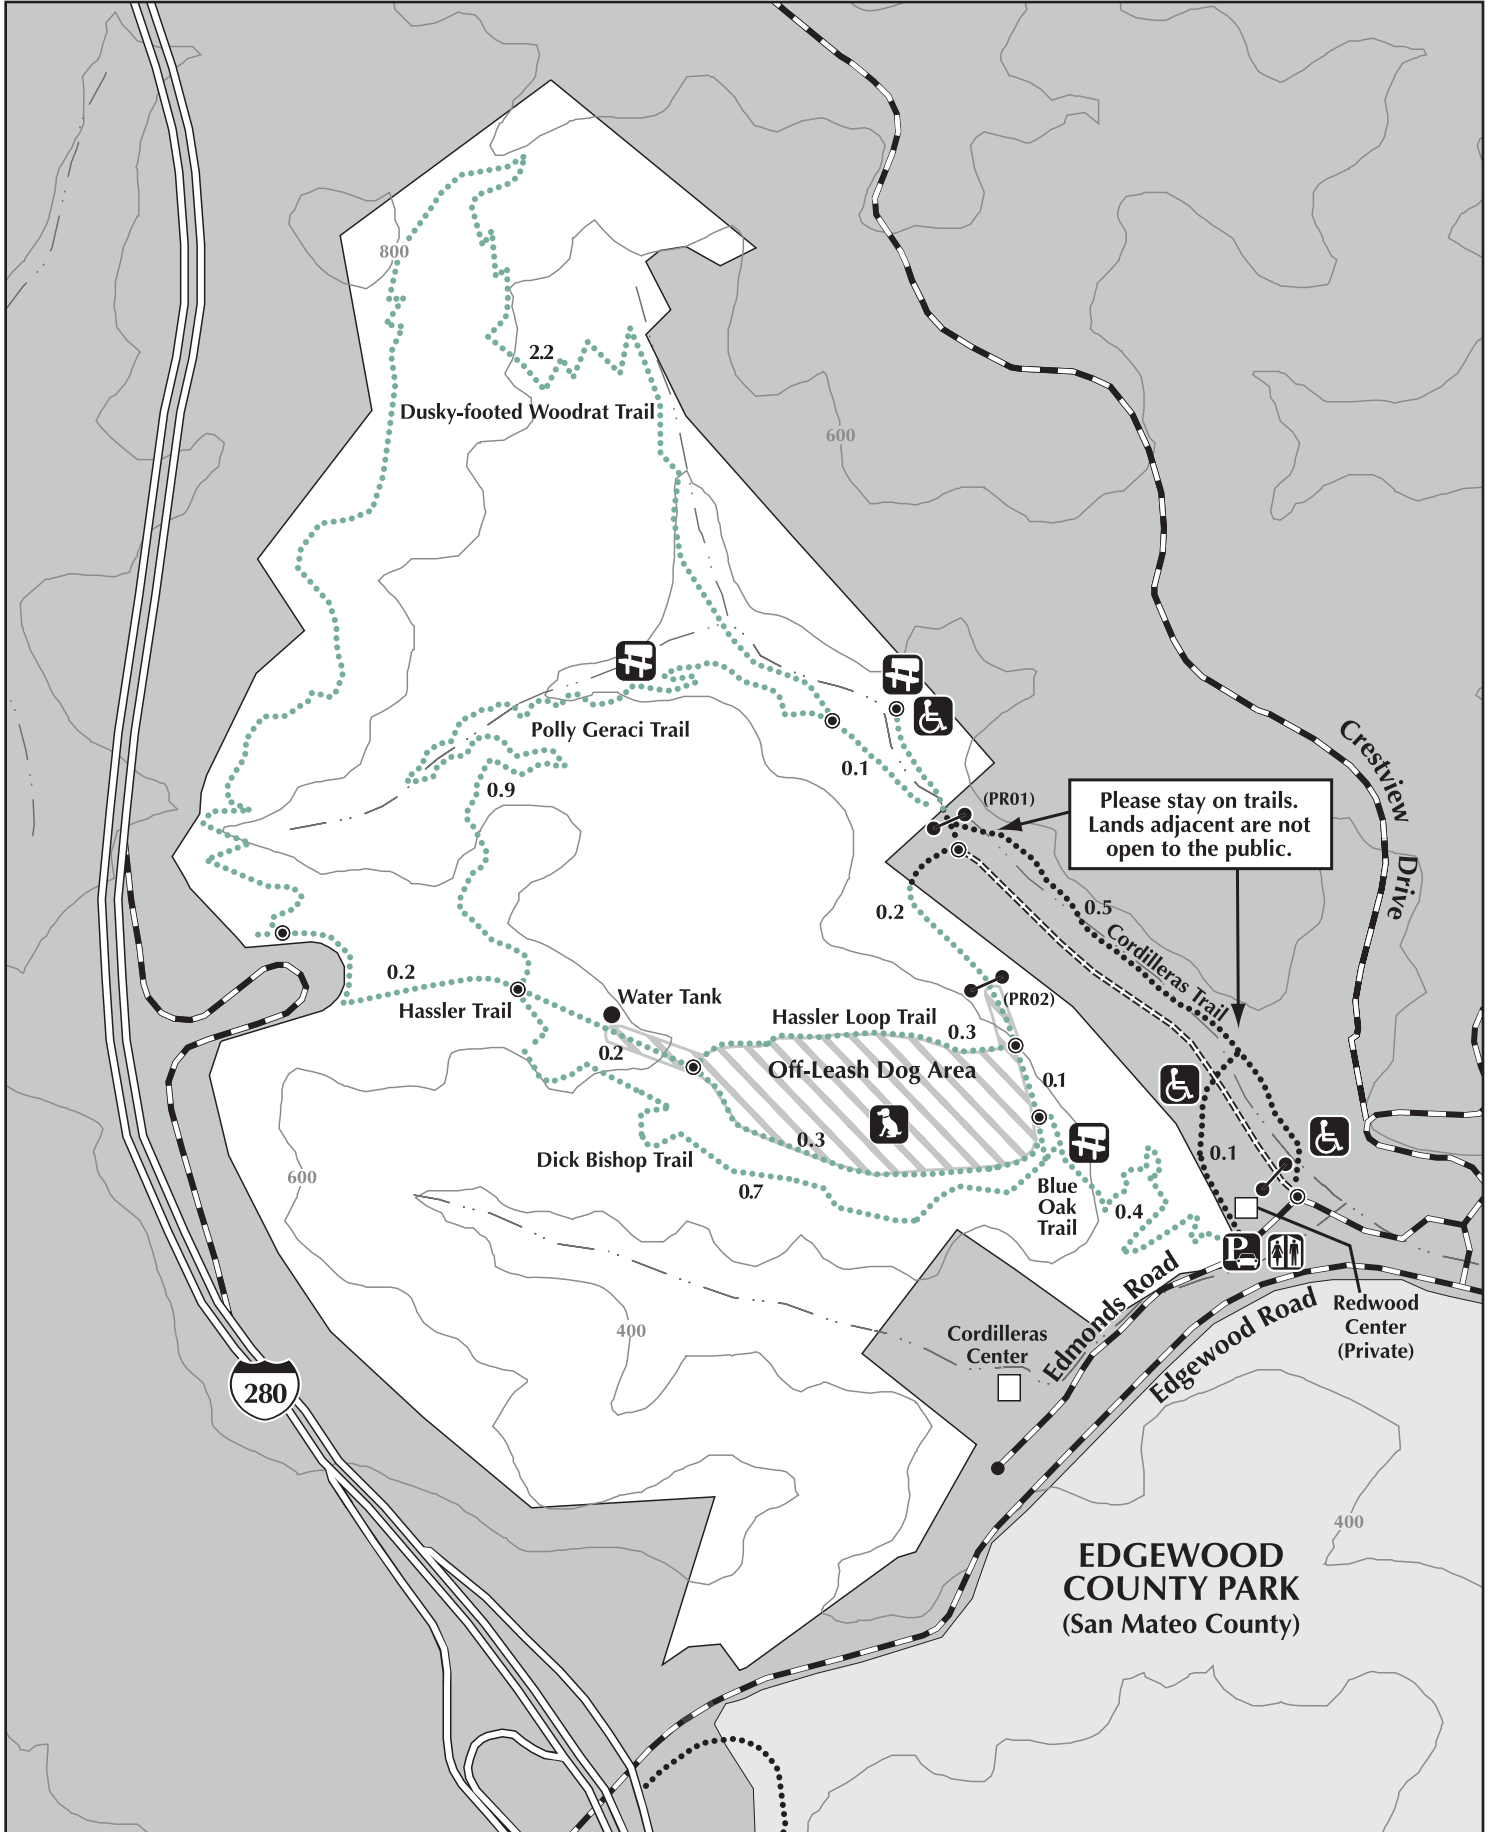 800
2.2
Dusky-footed Woodrat Trail
600
Polly Geraci Trail
0.1
0.9
(PR01)
Please stay on trails.
Lands adjacent are not
open to the public.
Crestview
Drive
0.2
0.5
Cordilleras Trail
0.2
Hassler Trail
Water Tank
(PR02)
Hassler Loop Trail
0.3
0.2
Off-Leash Dog Area
0.1
0.3
Dick Bishop Trail
0.7
0.1
600
Blue
Oak
Trail
0.4
P
Edmonds Road
Edgewood Road
Redwood
Center
(Private)
400
Cordilleras
Center
280
400
EDGEWOOD
COUNTY PARK
(San Mateo County)